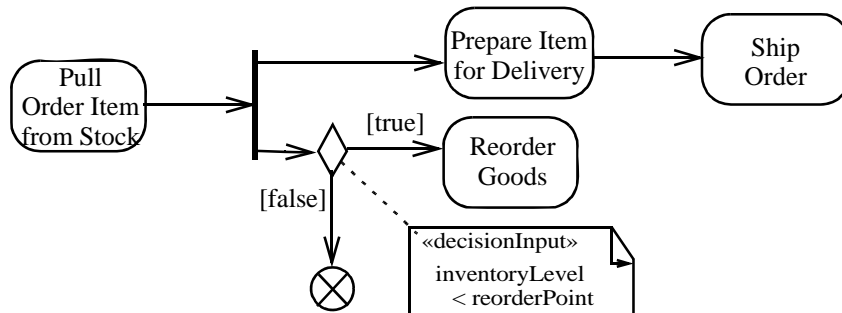 Pull
Order Item
from Stock
Prepare Item
for Delivery
Ship
Order
[true]
Reorder
Goods
[false]
«decisionInput»
inventoryLevel
< reorderPoint